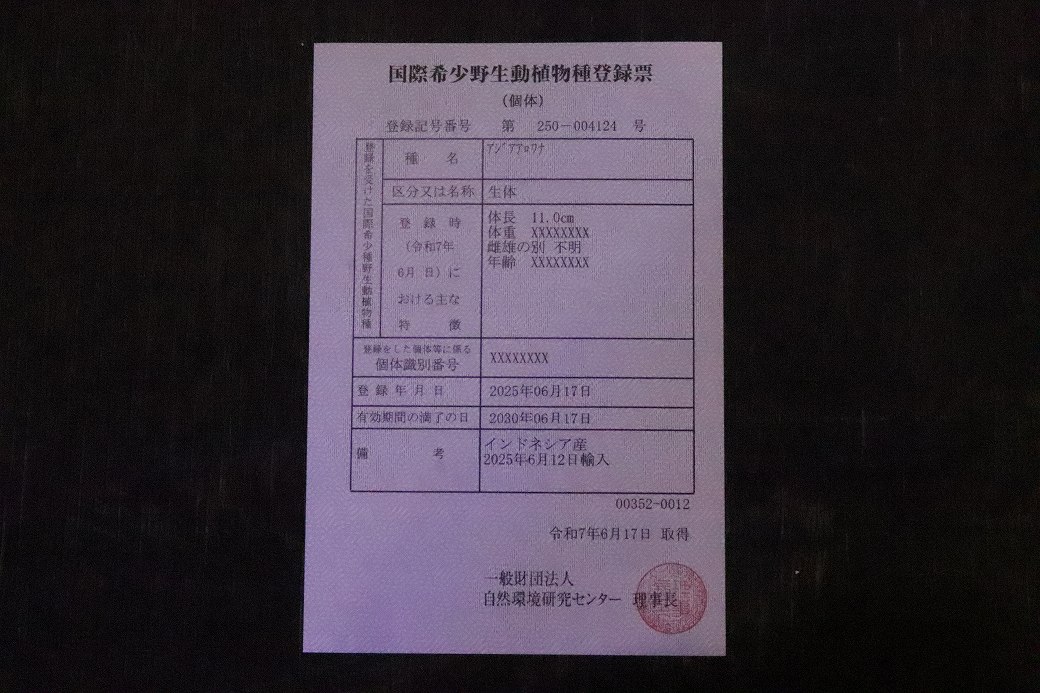 国際希少野生動植物種登録票
（個体）
登録記号番号 第 250－004124 号
登録を受けた国際希少種野生動植物種
種 名 ｱｼﾞｱｱﾛﾜﾅ
区分又は名称 生体
登 録 時
（令和7年
6月 日）に
おける主な
特 徴
体長 11.0cm
体重 XXXXXXXX
雌雄の別 不明
年齢 XXXXXXXX
登録をした個体等に係る
個体識別番号 XXXXXXXX
登録年月日 2025年06月17日
有効期間の満了の日 2030年06月17日
備 考
インドネシア産
2025年6月12日輸入
00352-0012
令和7年6月17日 取得
一般財団法人
自然環境研究センター 理事長